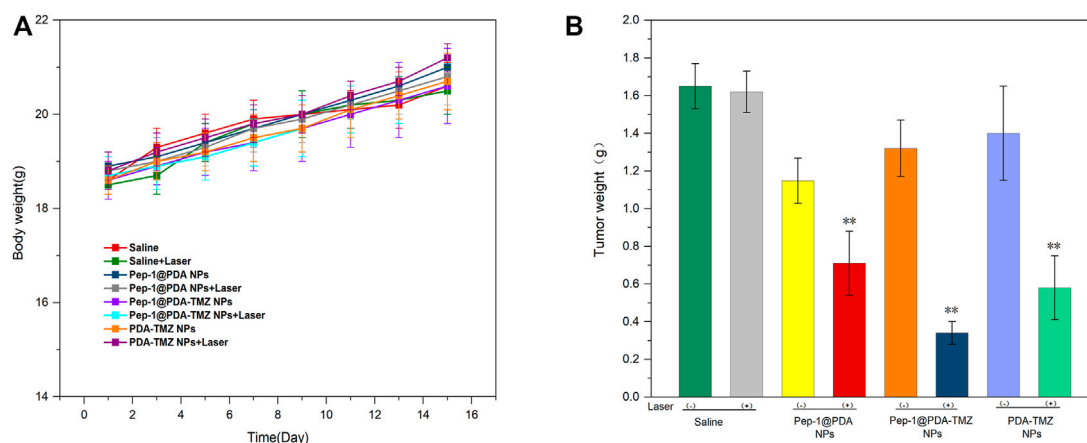 A
Body weight(g)
22
20
18
16
14
Saline
Saline+Laser
Pep-1@PDA NPs
Pep-1@PDA NPs+Laser
Pep-1@PDA-TMZ NPs
Pep-1@PDA-TMZ NPs+Laser
PDA-TMZ NPs
PDA-TMZ NPs+Laser
0 2 4 6 8 10 12 14 16
Time(Day)
B
Tumor weight (g)
2.0
1.8
1.6
1.4
1.2
1.0
0.8
0.6
0.4
0.2
0.0
**
**
**
Laser (-) (+) (-) (+) (-) (+) (-) (+)
Saline Pep-1@PDA Pep-1@PDA-TMZ PDA-TMZ
NPs NPs NPs